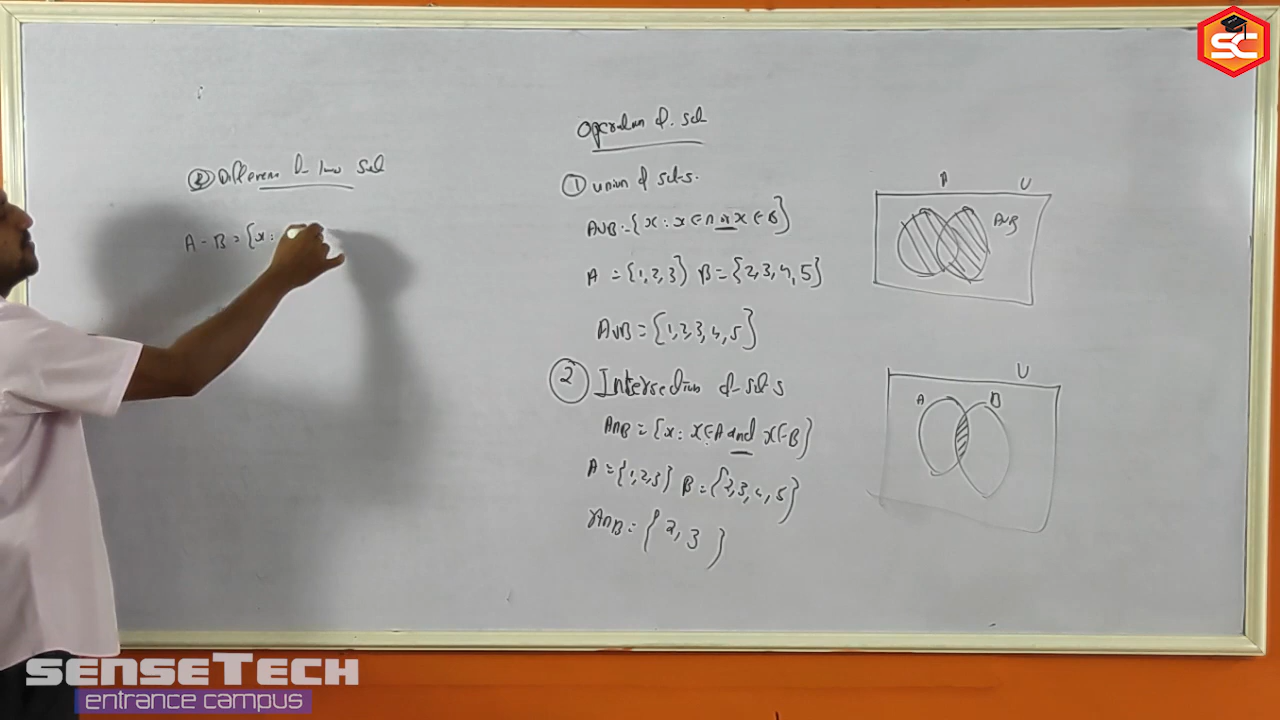 Operation of set
① Union of sets.
A∪B = {x : x ∈ A or x ∈ B}
A = {1, 2, 3} B = {2, 3, 4, 5}
A∪B = {1, 2, 3, 4, 5}
② Intersection of sets
A∩B = {x : x ∈ A and x ∈ B}
A = {1, 2, 3} B = {2, 3, 4, 5}
A∩B = {2, 3}
A U
A∪B
U
A B
of two set
A - B = {x :
SC
SENSETECH
entrance campus